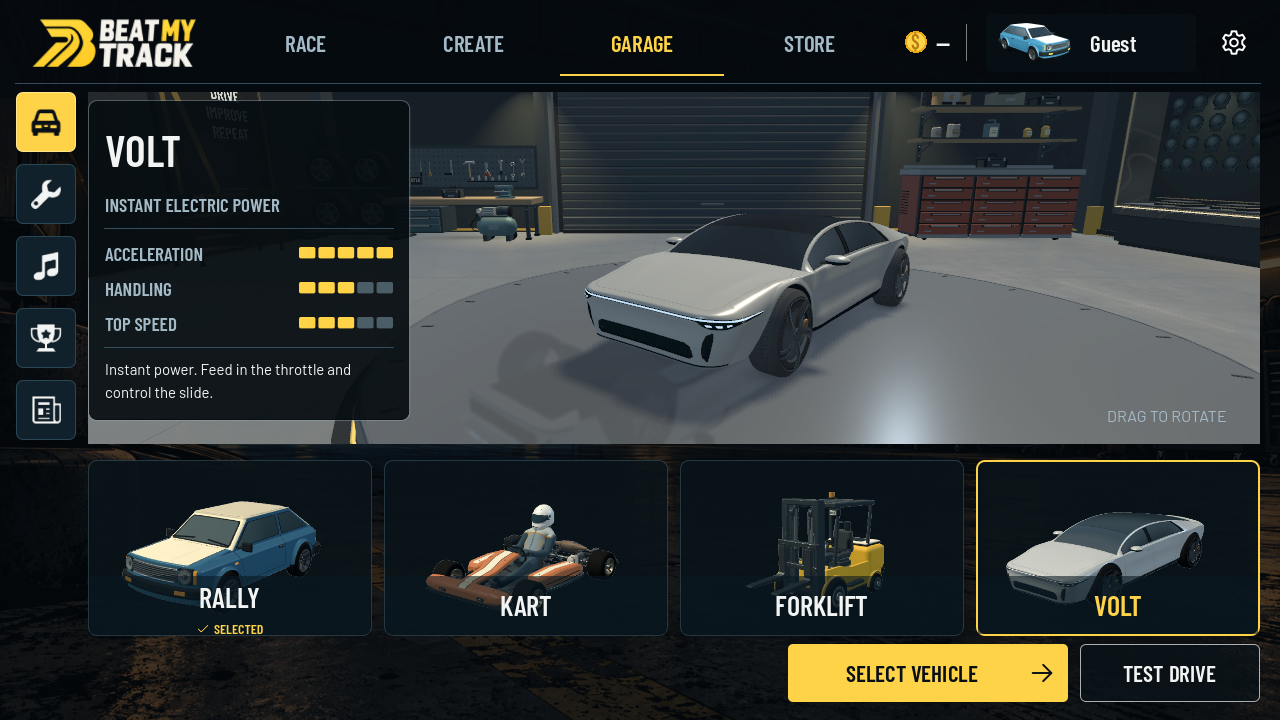 BEATMY
TRACK
RACE
CREATE
GARAGE
STORE
$ –
Guest
DRIVE
IMPROVE
REPEAT
VOLT
INSTANT ELECTRIC POWER
ACCELERATION
HANDLING
TOP SPEED
Instant power. Feed in the throttle and
control the slide.
DRAG TO ROTATE
RALLY
✓ SELECTED
KART
FORKLIFT
VOLT
SELECT VEHICLE →
TEST DRIVE